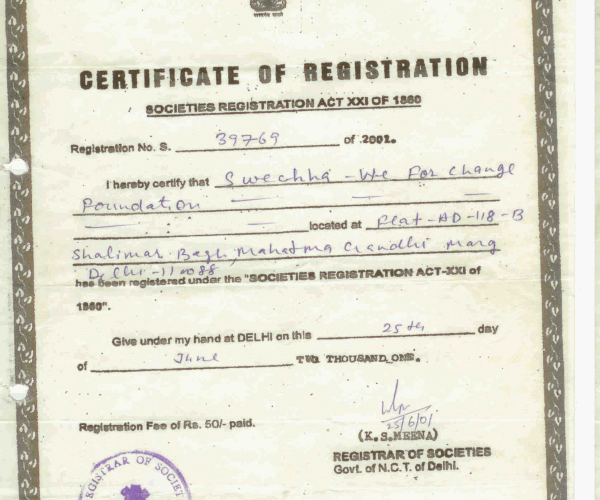 CERTIFICATE OF REGISTRATION
SOCIETIES REGISTRATION ACT XXI OF 1860
Registration No. S. 39769 of 2001.
I hereby certify that Swechha - We For Change
Foundation
located at Flat-AD-118-B
Shalimar Bagh, Mahatma Gandhi Marg
Delhi-110088
has been registered under the "SOCIETIES REGISTRATION ACT-XXI of
1860".
Give under my hand at DELHI on this 25th day
of June TWO THOUSAND ONE.
25/6/01
Registration Fee of Rs. 50/- paid.
(K.S.MEENA)
REGISTRAR OF SOCIETIES
Govt. of N.C.T. of Delhi.
REGISTRAR OF SOCIET